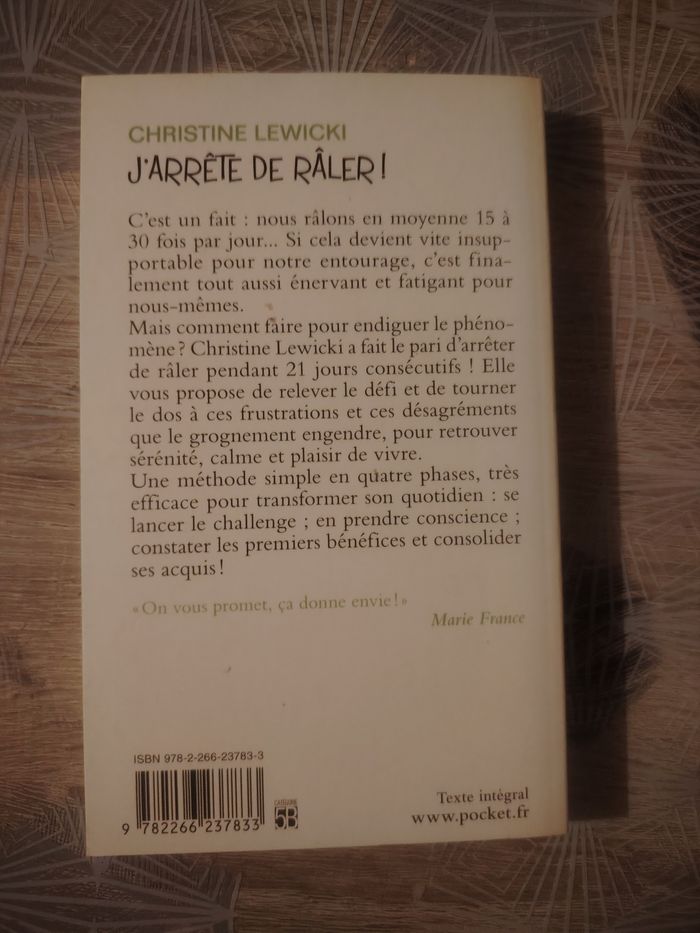 CHRISTINE LEWICKI
J'ARRÊTE DE RÂLER !
C'est un fait : nous râlons en moyenne 15 à
30 fois par jour... Si cela devient vite insup-
portable pour notre entourage, c'est fina-
lement tout aussi énervant et fatigant pour
nous-mêmes.
Mais comment faire pour endiguer le phéno-
mène ? Christine Lewicki a fait le pari d'arrêter
de râler pendant 21 jours consécutifs ! Elle
vous propose de relever le défi et de tourner
le dos à ces frustrations et ces désagréments
que le grognement engendre, pour retrouver
sérénité, calme et plaisir de vivre.
Une méthode simple en quatre phases, très
efficace pour transformer son quotidien : se
lancer le challenge ; en prendre conscience ;
constater les premiers bénéfices et consolider
ses acquis !
« On vous promet, ça donne envie ! »
Marie France
ISBN 978-2-266-23783-3
9 782266 237833
CATÉGORIE
5B
Texte intégral
www.pocket.fr